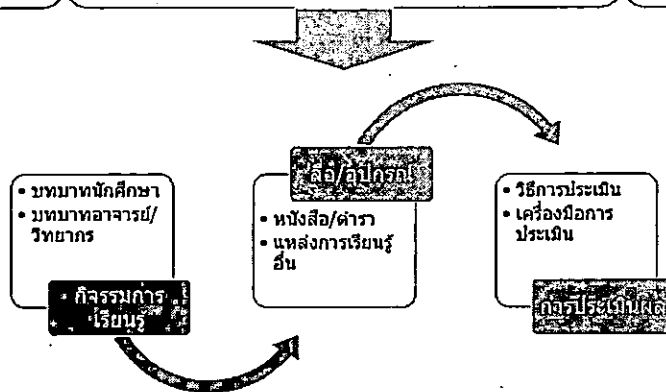 • บทบาทนักศึกษา
• บทบาทอาจารย์/
วิทยากร
กิจรรมการ
เรียนรู้
สื่อ/อุปกรณ์
• หนังสือ/ตำรา
• แหล่งการเรียนรู้
อื่น
• วิธีการประเมิน
• เครื่องมือการ
ประเมิน
การประเมินผล